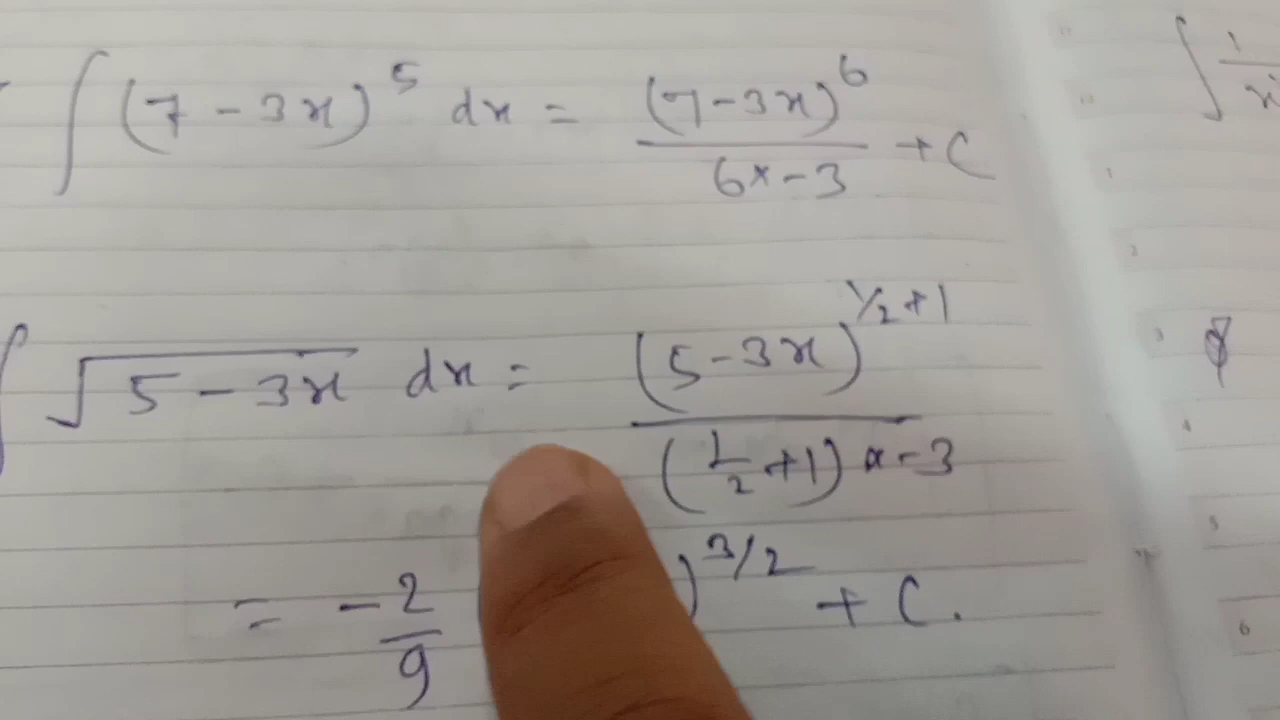 ∫ (7 - 3x)^5 dx = (7-3x)^6 / 6x-3 + C
∫ √5-3x dx = (5-3x)^1/2+1 / (1/2+1) x-3
= -2/9 )^3/2 + C.